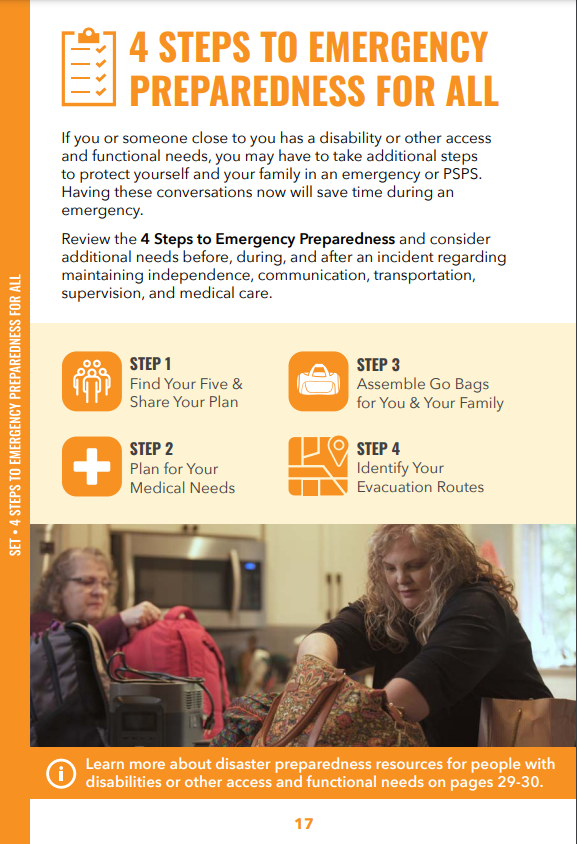 4 STEPS TO EMERGENCY
PREPAREDNESS FOR ALL
If you or someone close to you has a disability or other access
and functional needs, you may have to take additional steps
to protect yourself and your family in an emergency or PSPS.
Having these conversations now will save time during an
emergency.
Review the 4 Steps to Emergency Preparedness and consider
additional needs before, during, and after an incident regarding
maintaining independence, communication, transportation,
supervision, and medical care.
SET • 4 STEPS TO EMERGENCY PREPAREDNESS FOR ALL
STEP 1
Find Your Five &
Share Your Plan
STEP 2
Plan for Your
Medical Needs
STEP 3
Assemble Go Bags
for You & Your Family
STEP 4
Identify Your
Evacuation Routes
Learn more about disaster preparedness resources for people with
disabilities or other access and functional needs on pages 29-30.
17